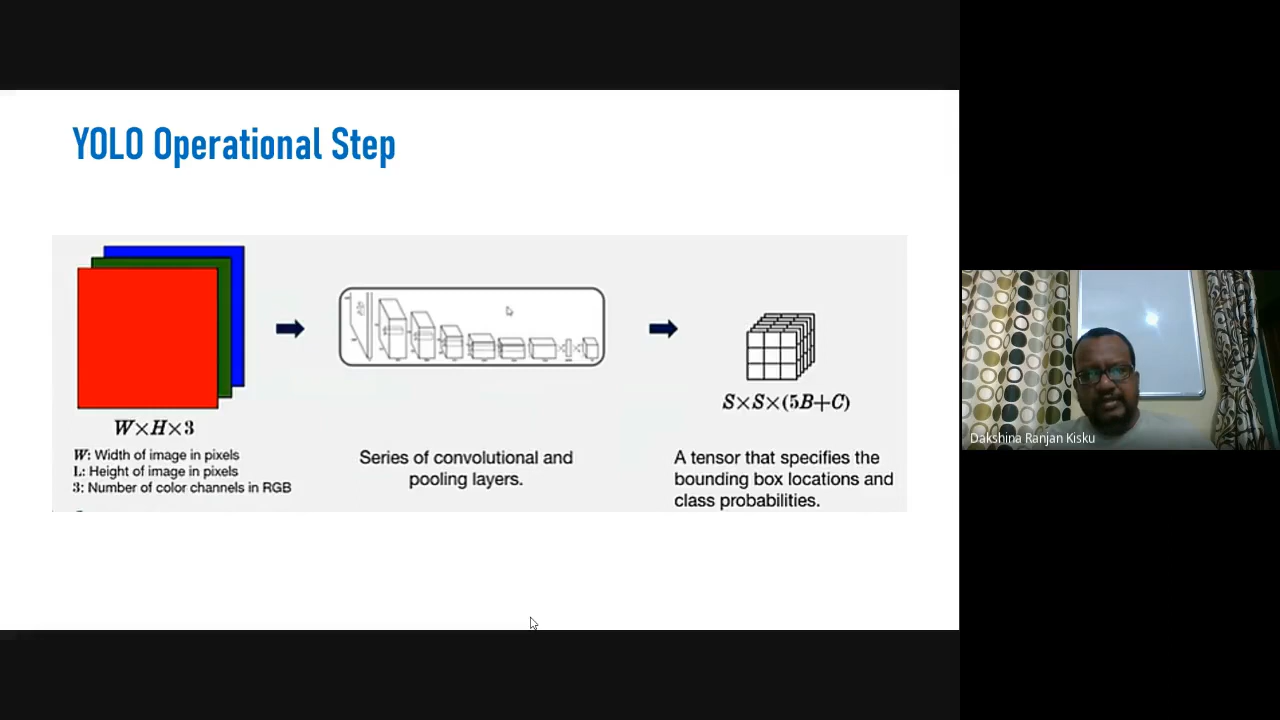 YOLO Operational Step
W×H×3
W: Width of image in pixels
L: Height of image in pixels
3: Number of color channels in RGB
Series of convolutional and
pooling layers.
S×S×(5B+C)
A tensor that specifies the
bounding box locations and
class probabilities.
Dakshina Ranjan Kisku